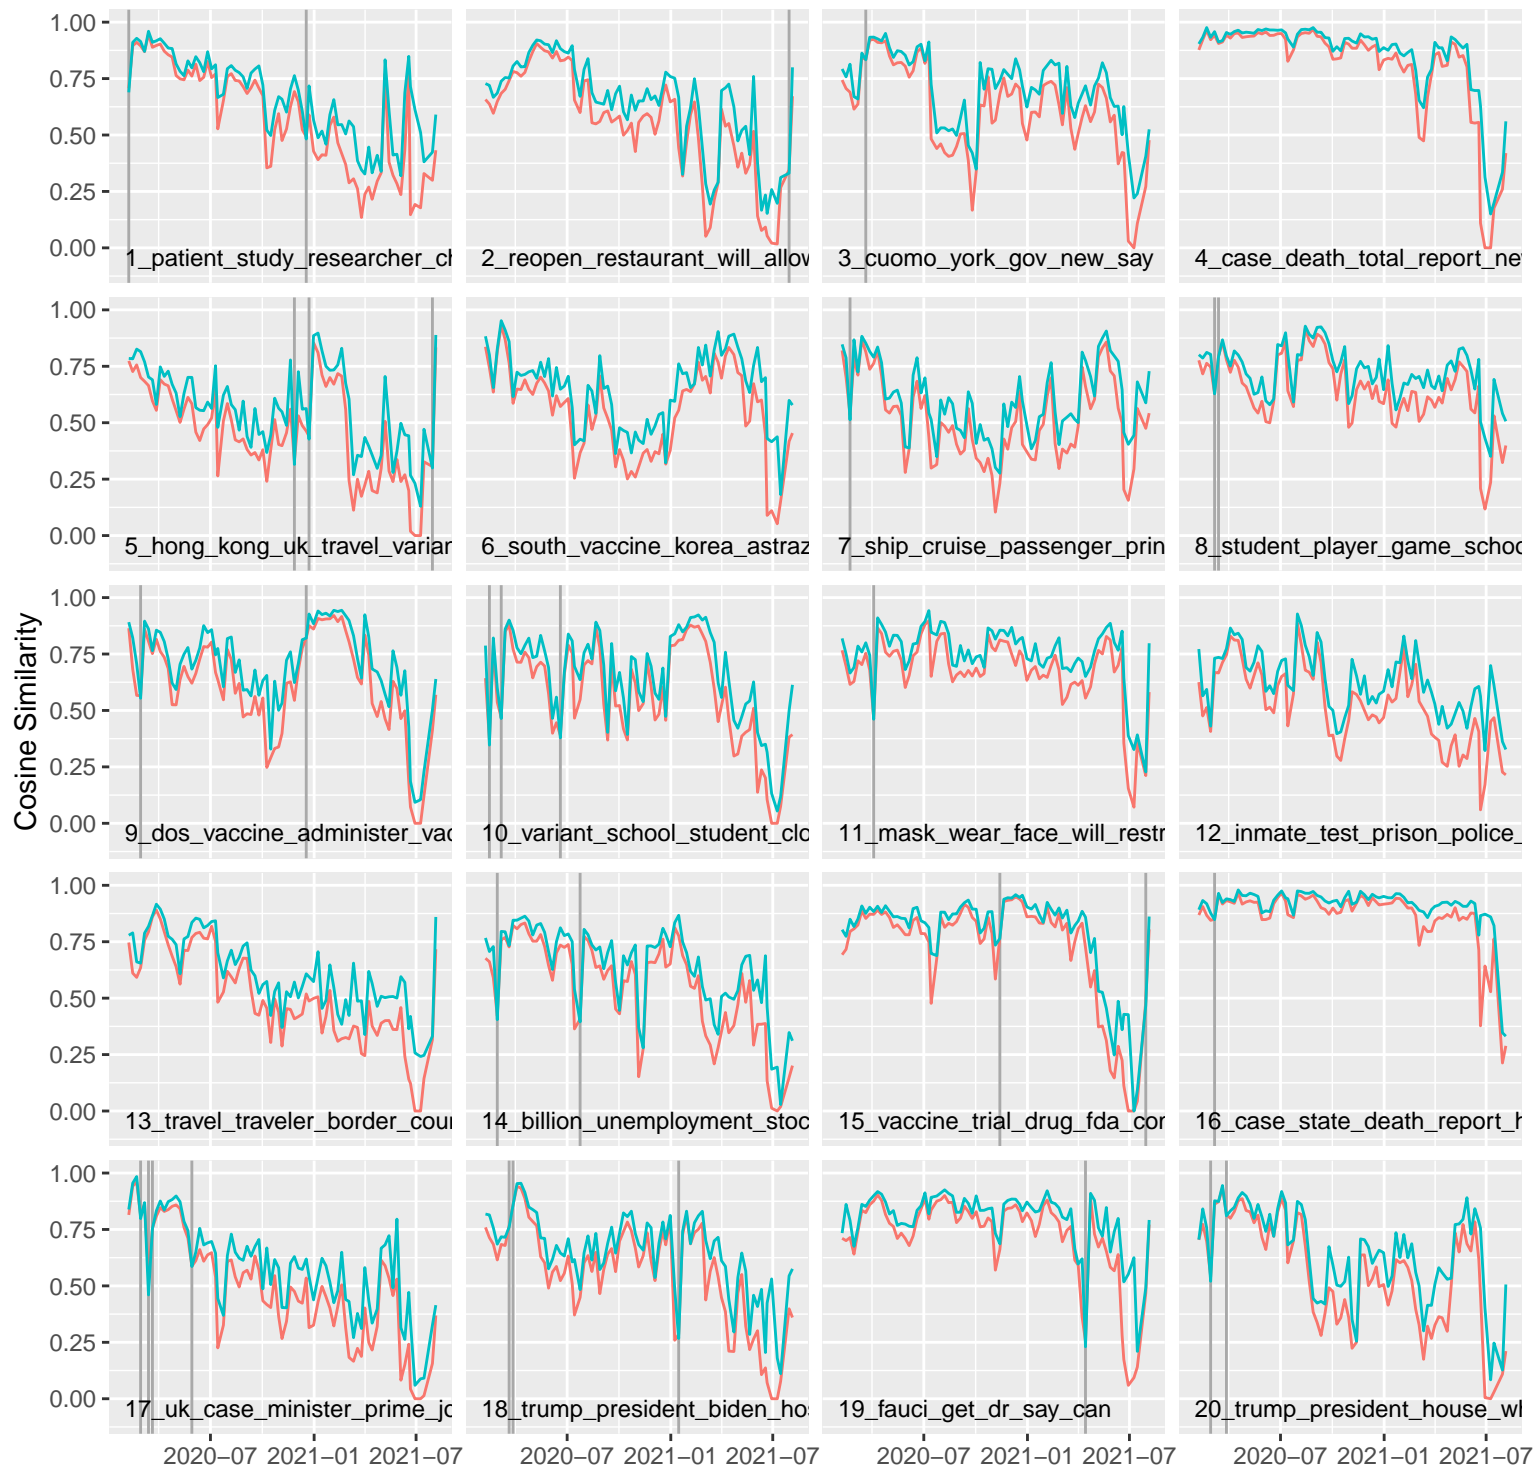 1.00
0.75
0.50
0.25
0.00
1_patient_study_researcher_ch
2_reopen_restaurant_will_allow
3_cuomo_york_gov_new_say
4_case_death_total_report_new
1.00
0.75
0.50
0.25
0.00
5_hong_kong_uk_travel_varian
6_south_vaccine_korea_astraz
7_ship_cruise_passenger_prin
8_student_player_game_schoo
Cosine Similarity
1.00
0.75
0.50
0.25
0.00
9_dos_vaccine_administer_vac
10_variant_school_student_clo
11_mask_wear_face_will_restr
12_inmate_test_prison_police_
1.00
0.75
0.50
0.25
0.00
13_travel_traveler_border_cour
14_billion_unemployment_stoc
15_vaccine_trial_drug_fda_cor
16_case_state_death_report_h
1.00
0.75
0.50
0.25
0.00
17_uk_case_minister_prime_jo
18_trump_president_biden_hos
19_fauci_get_dr_say_can
20_trump_president_house_wh
2020-07 2021-01 2021-07
2020-07 2021-01 2021-07
2020-07 2021-01 2021-07
2020-07 2021-01 2021-07